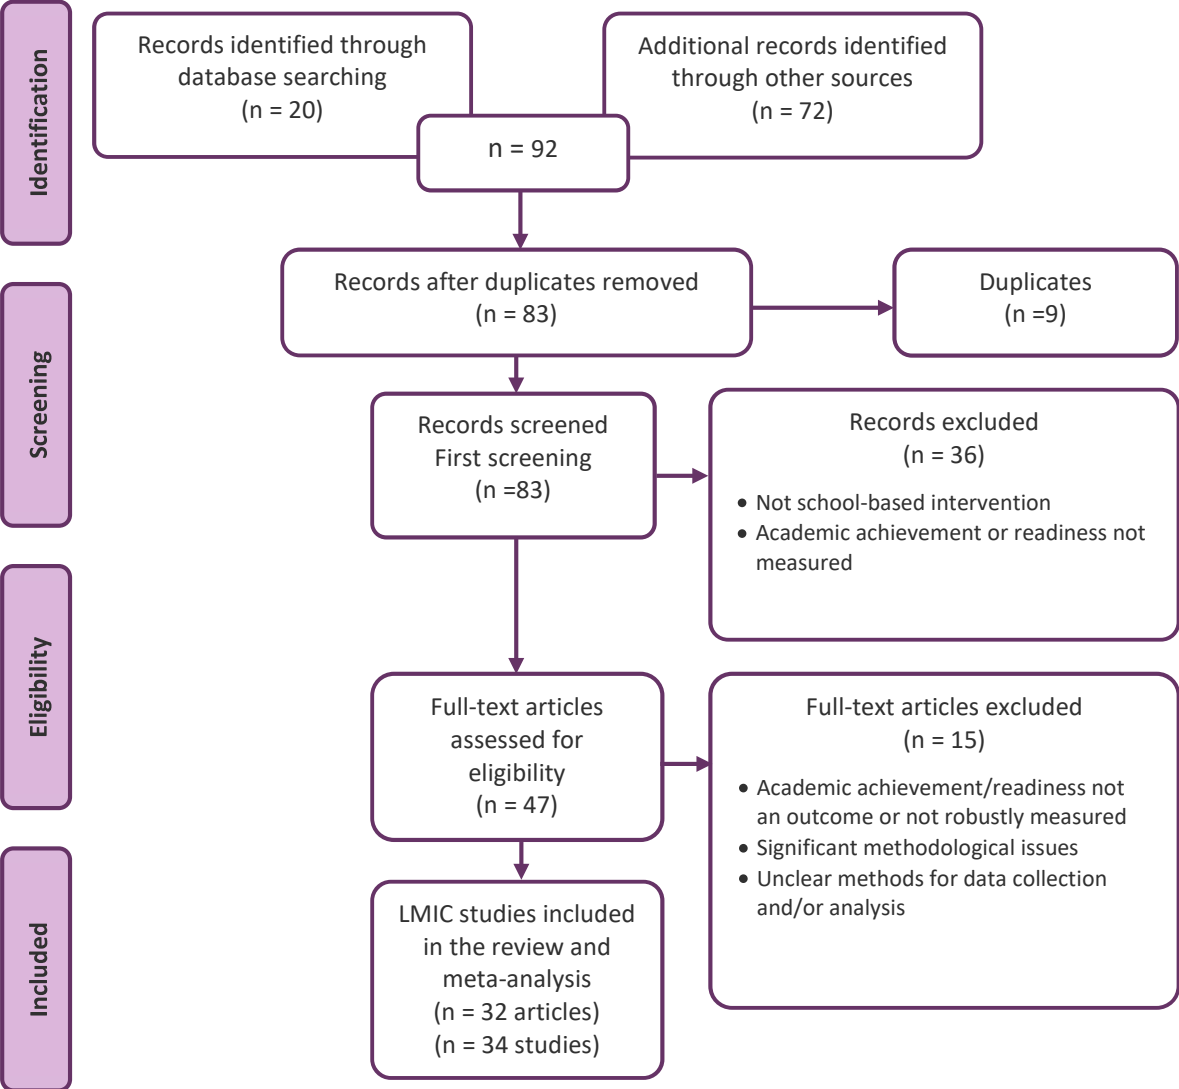 Identification
Records identified through
database searching
(n = 20)
Additional records identified
through other sources
(n = 72)
n = 92
Screening
Records after duplicates removed
(n = 83)
Duplicates
(n =9)
Records screened
First screening
(n =83)
Records excluded
(n = 36)
• Not school-based intervention
• Academic achievement or readiness not
measured
Eligibility
Full-text articles
assessed for
eligibility
(n = 47)
Full-text articles excluded
(n = 15)
• Academic achievement/readiness not
an outcome or not robustly measured
• Significant methodological issues
• Unclear methods for data collection
and/or analysis
Included
LMIC studies included
in the review and
meta-analysis
(n = 32 articles)
(n = 34 studies)